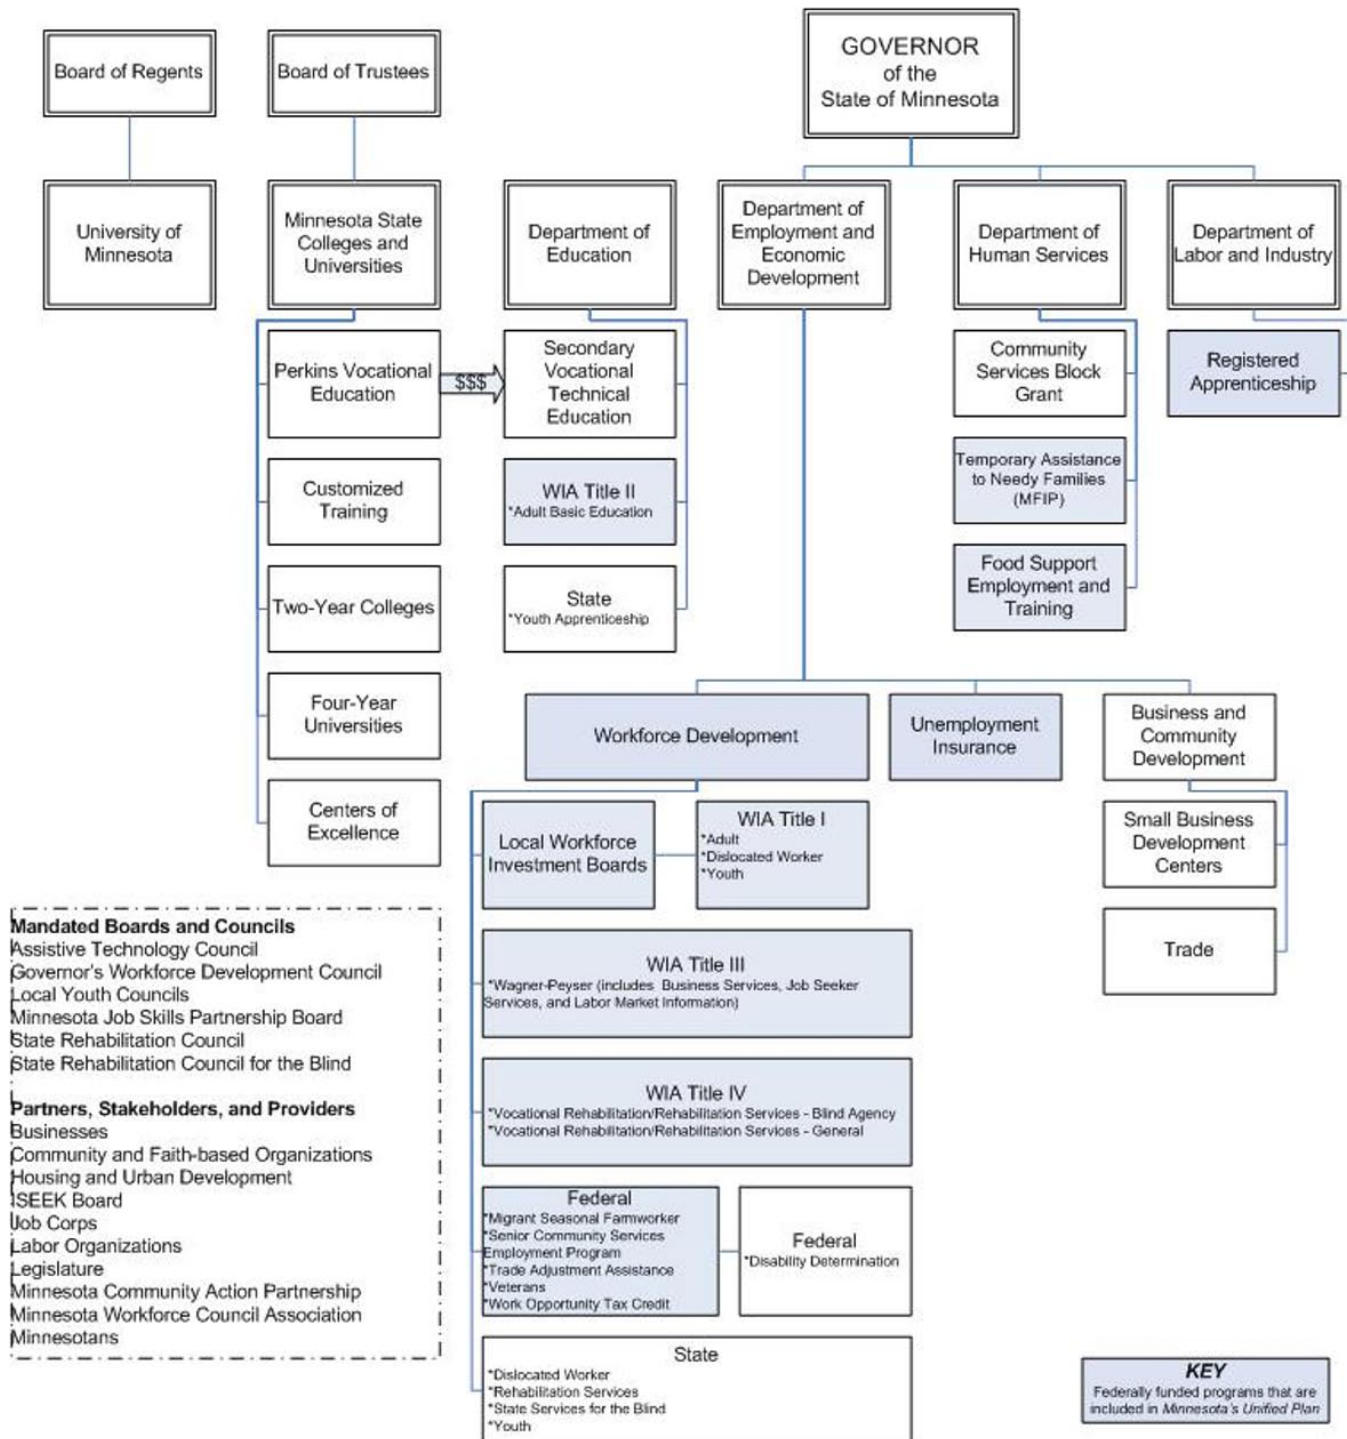 Board of Regents
Board of Trustees
GOVERNOR
of the
State of Minnesota
University of
Minnesota
Minnesota State
Colleges and
Universities
Department of
Education
Department of
Employment and
Economic
Development
Department of
Human Services
Department of
Labor and Industry
Perkins Vocational
Education
$$$
Secondary
Vocational
Technical
Education
Community
Services Block
Grant
Registered
Apprenticeship
Customized
Training
WIA Title II
*Adult Basic Education
Temporary Assistance
to Needy Families
(MFIP)
Two-Year Colleges
State
*Youth Apprenticeship
Food Support
Employment and
Training
Four-Year
Universities
Workforce Development
Unemployment
Insurance
Business and
Community
Development
Centers of
Excellence
Local Workforce
Investment Boards
WIA Title I
*Adult
*Dislocated Worker
*Youth
Small Business
Development
Centers
Trade
WIA Title III
*Wagner-Peyser (includes Business Services, Job Seeker
Services, and Labor Market Information)
WIA Title IV
*Vocational Rehabilitation/Rehabilitation Services - Blind Agency
*Vocational Rehabilitation/Rehabilitation Services - General
Federal
*Migrant Seasonal Farmworker
*Senior Community Services
Employment Program
*Trade Adjustment Assistance
*Veterans
*Work Opportunity Tax Credit
Federal
*Disability Determination
State
*Dislocated Worker
*Rehabilitation Services
*State Services for the Blind
*Youth
Mandated Boards and Councils
Assistive Technology Council
Governor's Workforce Development Council
Local Youth Councils
Minnesota Job Skills Partnership Board
State Rehabilitation Council
State Rehabilitation Council for the Blind
Partners, Stakeholders, and Providers
Businesses
Community and Faith-based Organizations
Housing and Urban Development
ISEEK Board
Job Corps
Labor Organizations
Legislature
Minnesota Community Action Partnership
Minnesota Workforce Council Association
Minnesotans
KEY
Federally funded programs that are
included in Minnesota's Unified Plan